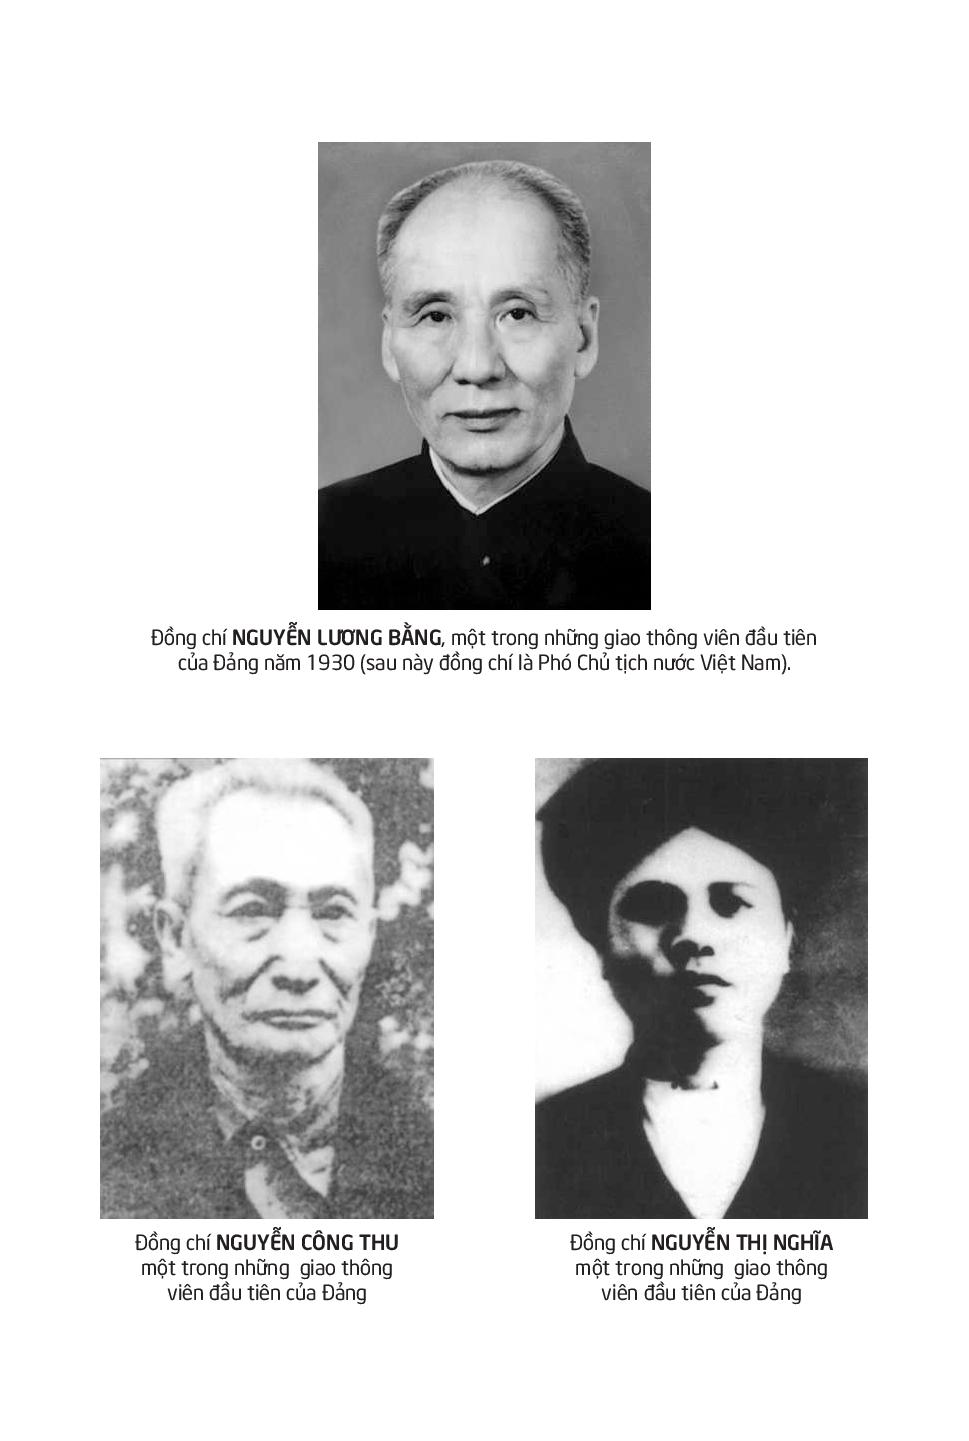 Đồng chí NGUYỄN LƯƠNG BẰNG, một trong những giao thông viên đầu tiên
của Đảng năm 1930 (sau này đồng chí là Phó Chủ tịch nước Việt Nam).
Đồng chí NGUYỄN CÔNG THU
một trong những giao thông
viên đầu tiên của Đảng
Đồng chí NGUYỄN THỊ NGHĨA
một trong những giao thông
viên đầu tiên của Đảng